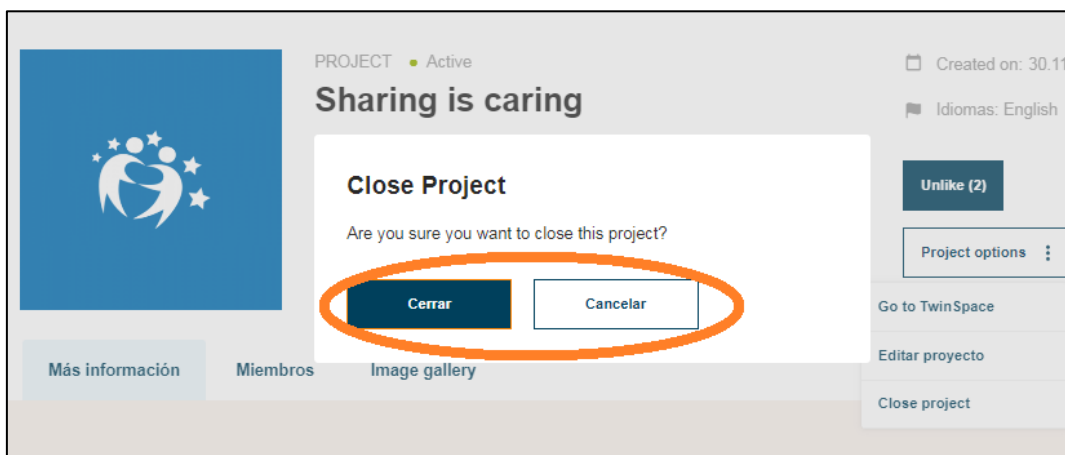 PROJECT • Active
Sharing is caring
Created on: 30.11
Idiomas: English
Unlike (2)
Project options
Close Project
Are you sure you want to close this project?
Cerrar Cancelar
Go to TwinSpace
Editar proyecto
Close project
Más información Miembros Image gallery